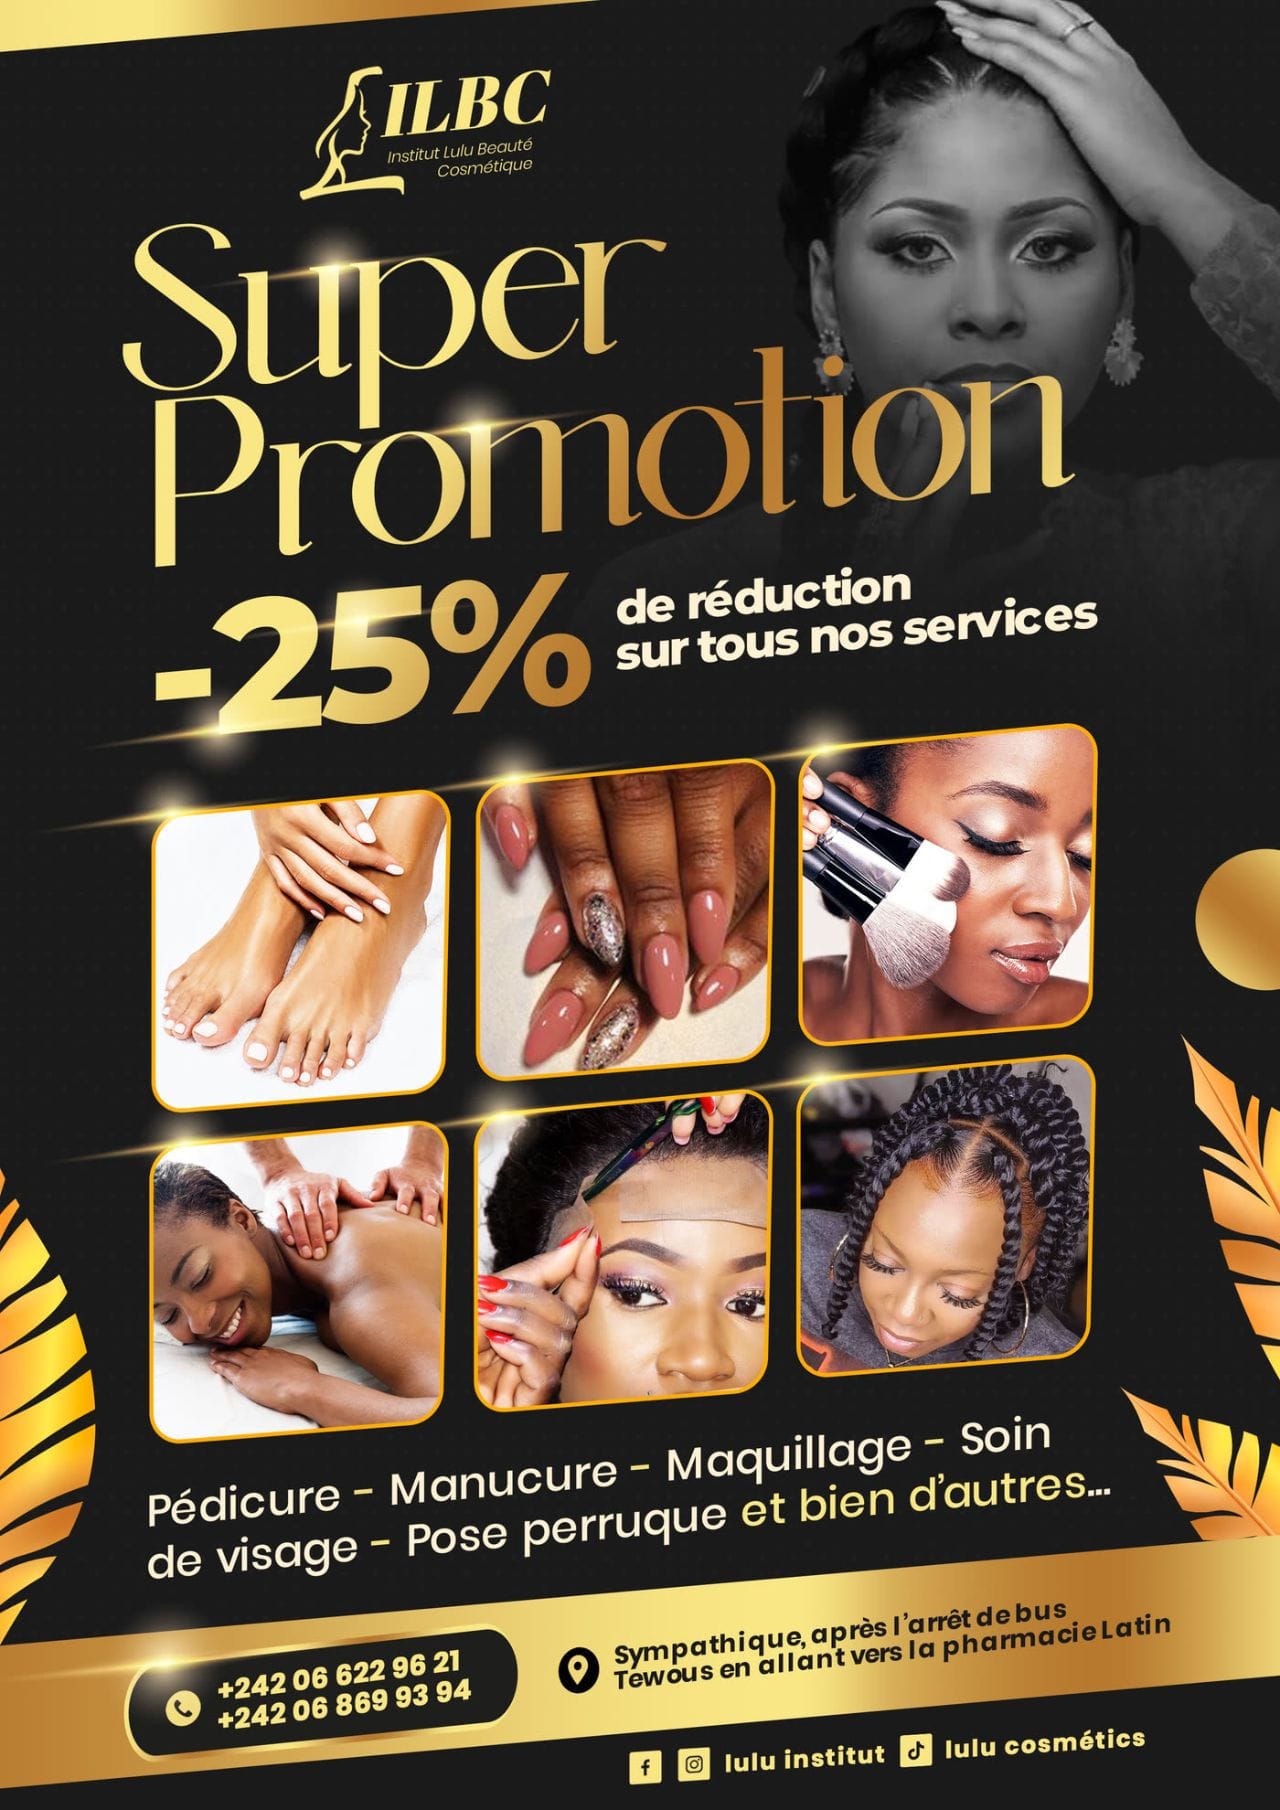 ILBC
Institut Lulu Beauté
Cosmétique
Super
Promotion
-25%
de réduction
sur tous nos services
Pédicure - Manucure - Maquillage - Soin
de visage - Pose perruque et bien d'autres...
+242 06 622 96 21
+242 06 869 93 94
Sympathique, après l'arrêt de bus
Tewous en allant vers la pharmacie Latin
lulu institut lulu cosmétics